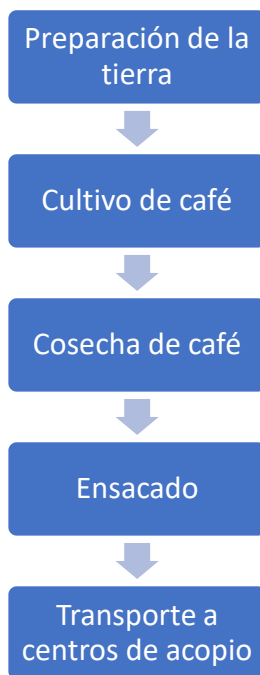 Preparación de la
tierra
Cultivo de café
Cosecha de café
Ensacado
Transporte a
centros de acopio